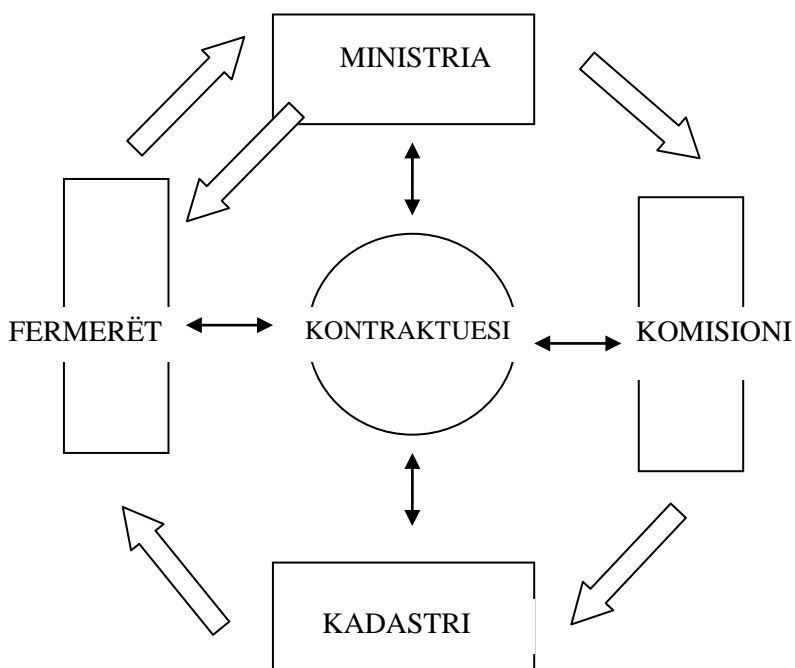 MINISTRIA
FERMERËT
KONTRAKTUESI
KOMISIONI
KADASTRI